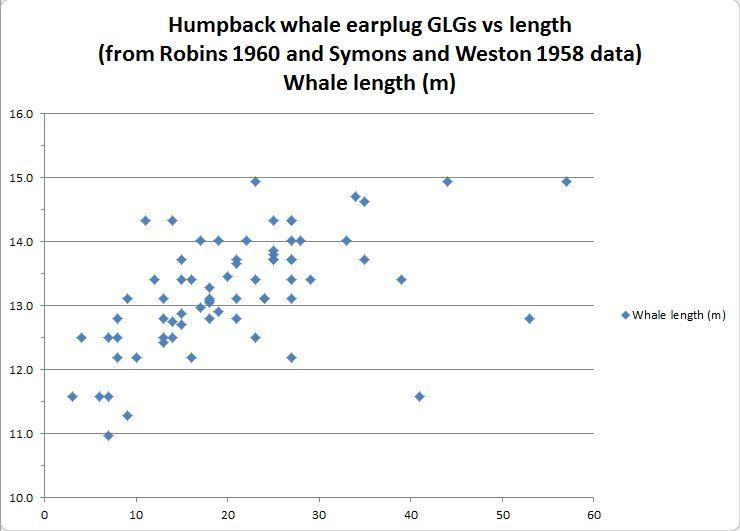 Humpback whale earplug GLGs vs length
(from Robins 1960 and Symons and Weston 1958 data)
Whale length (m)
16.0
15.0
14.0
13.0
12.0
11.0
10.0
0 10 20 30 40 50 60
Whale length (m)